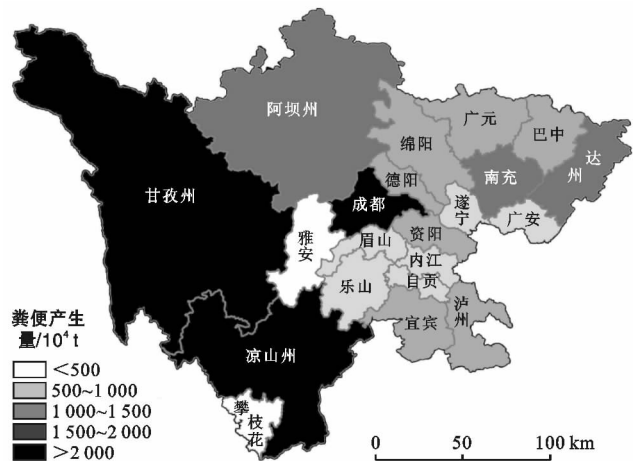 阿坝州
广元
巴中
绵阳
达州
德阳
南充
甘孜州
成都
遂宁
广安
雅安
眉山
资阳
内江
自贡
乐山
泸州
宜宾
凉山州
攀枝花
粪便产生
量/10⁴ t
<500
500~1 000
1 000~1 500
1 500~2 000
>2 000
0 50 100 km